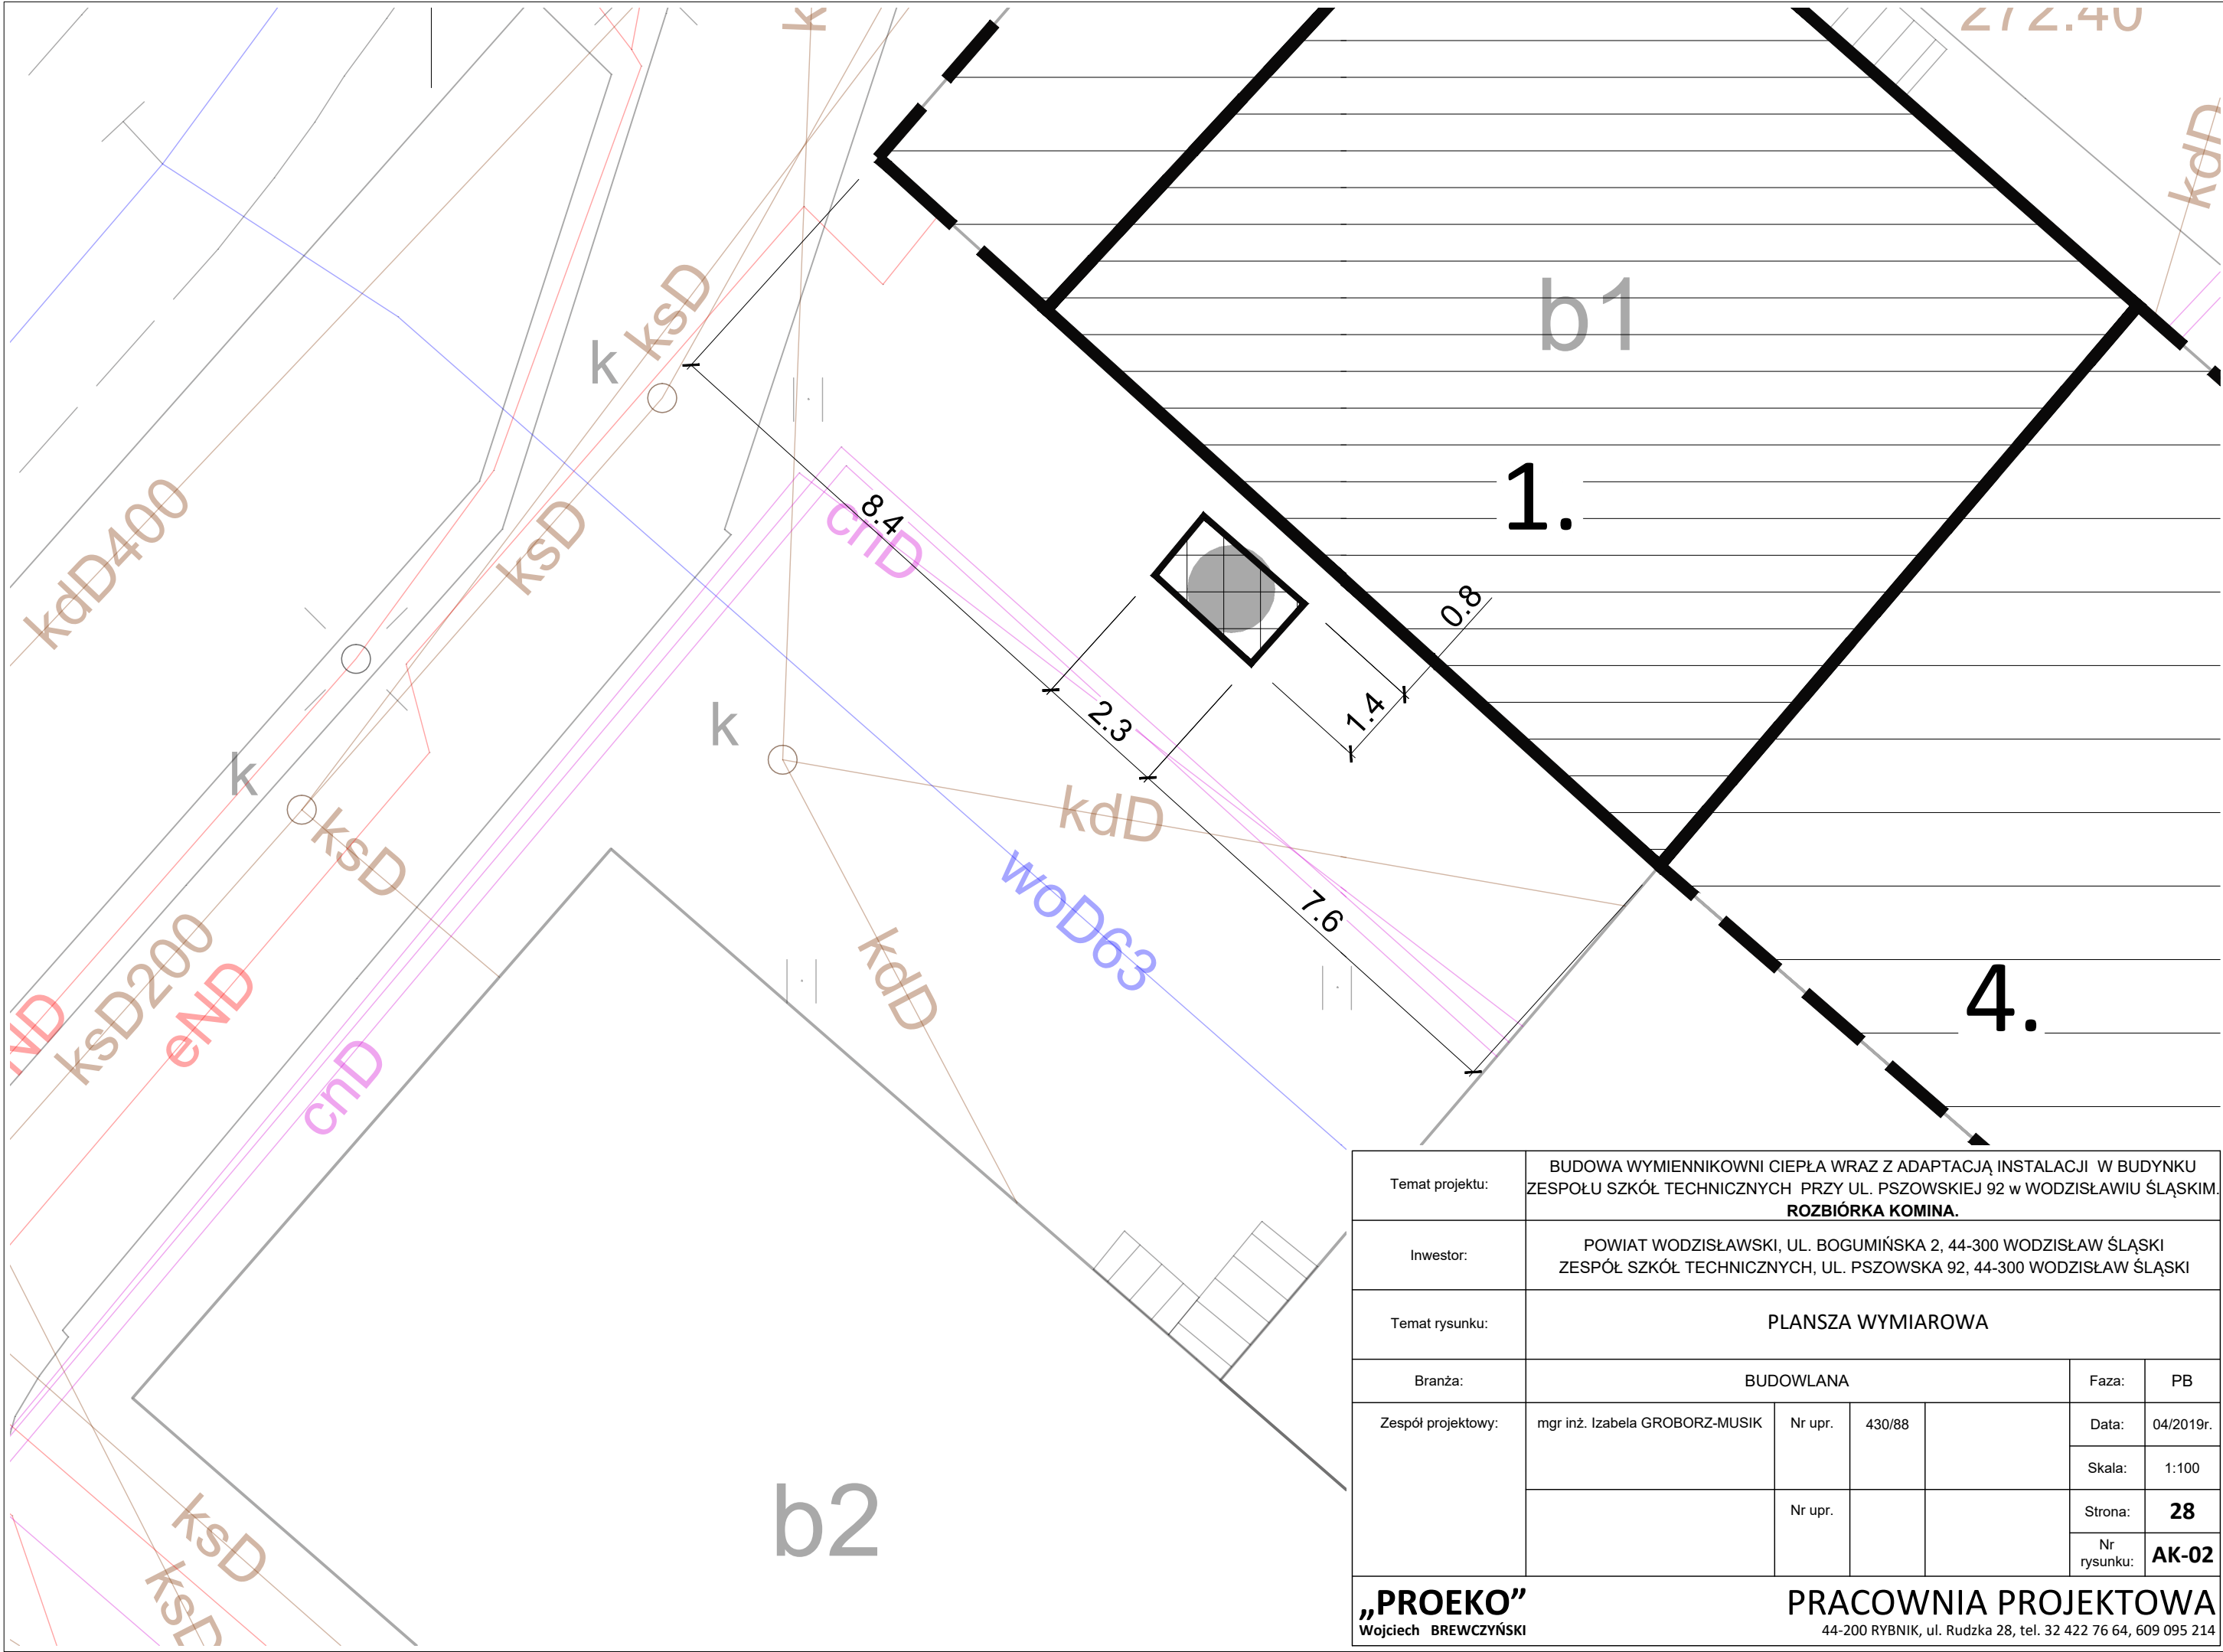 272.40
k
kdD
ksD
k
b1
1.
8.4
cnD
ksD
kdD400
0.8
1.4
2.3
k
k
kdD
ksD
woD63
7.6
kdD
ksD200
eND
ND
cnD
4.
b2
ksD
ksD
Temat projektu:
BUDOWA WYMIENNIKOWNI CIEPŁA WRAZ Z ADAPTACJĄ INSTALACJI W BUDYNKU
ZESPOŁU SZKÓŁ TECHNICZNYCH PRZY UL. PSZOWSKIEJ 92 w WODZISŁAWIU ŚLĄSKIM.
ROZBIÓRKA KOMINA.
Inwestor:
POWIAT WODZISŁAWSKI, UL. BOGUMIŃSKA 2, 44-300 WODZISŁAW ŚLĄSKI
ZESPÓŁ SZKÓŁ TECHNICZNYCH, UL. PSZOWSKA 92, 44-300 WODZISŁAW ŚLĄSKI
Temat rysunku:
PLANSZA WYMIAROWA
Branża:
BUDOWLANA
Faza:
PB
Zespół projektowy:
mgr inż. Izabela GROBORZ-MUSIK
Nr upr.
430/88
Data:
04/2019r.
Skala:
1:100
Nr upr.
Strona:
28
Nr
rysunku:
AK-02
„PROEKO”
Wojciech BREWCZYŃSKI
PRACOWNIA PROJEKTOWA
44-200 RYBNIK, ul. Rudzka 28, tel. 32 422 76 64, 609 095 214